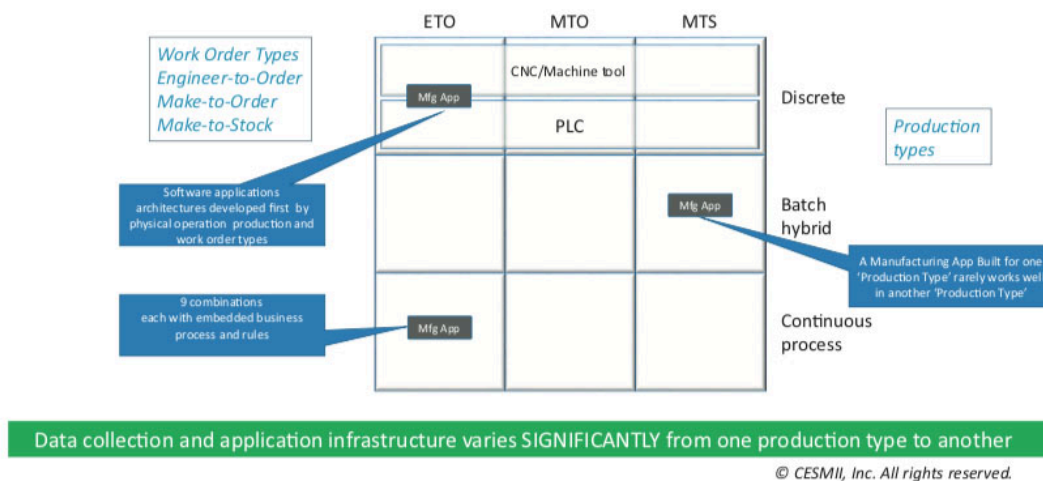 ETO MTO MTS
Work Order Types
Engineer-to-Order
Make-to-Order
Make-to-Stock
CNC/Machine tool
Mfg App
PLC
Discrete
Production
types
Software applications
architectures developed first by
physical operation production and
work order types
Mfg App
Batch
hybrid
A Manufacturing App Built for one
'Production Type' rarely works well
in another 'Production Type'
9 combinations
each with embedded business
process and rules
Mfg App
Continuous
process
Data collection and application infrastructure varies SIGNIFICANTLY from one production type to another
© CESMII, Inc. All rights reserved.